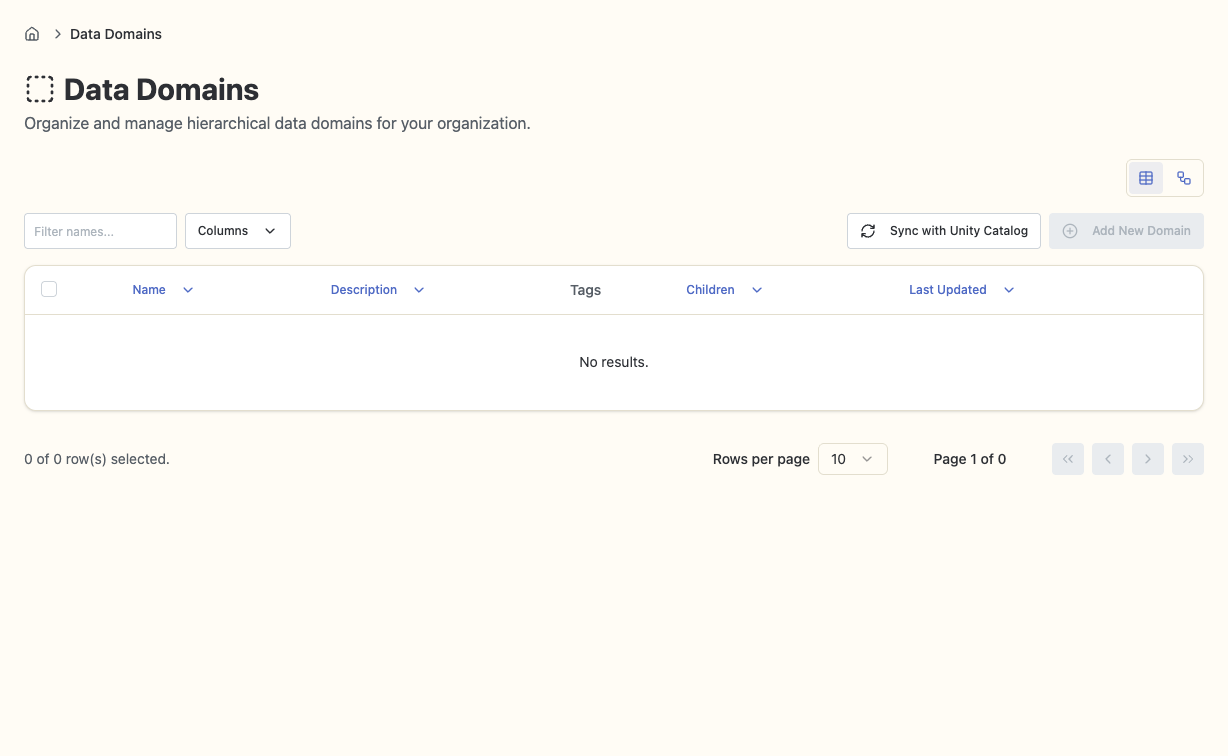 Data Domains
Data Domains
Organize and manage hierarchical data domains for your organization.
Filter names...
Columns
Sync with Unity Catalog
Add New Domain
Name
Description
Tags
Children
Last Updated
No results.
0 of 0 row(s) selected.
Rows per page
10
Page 1 of 0